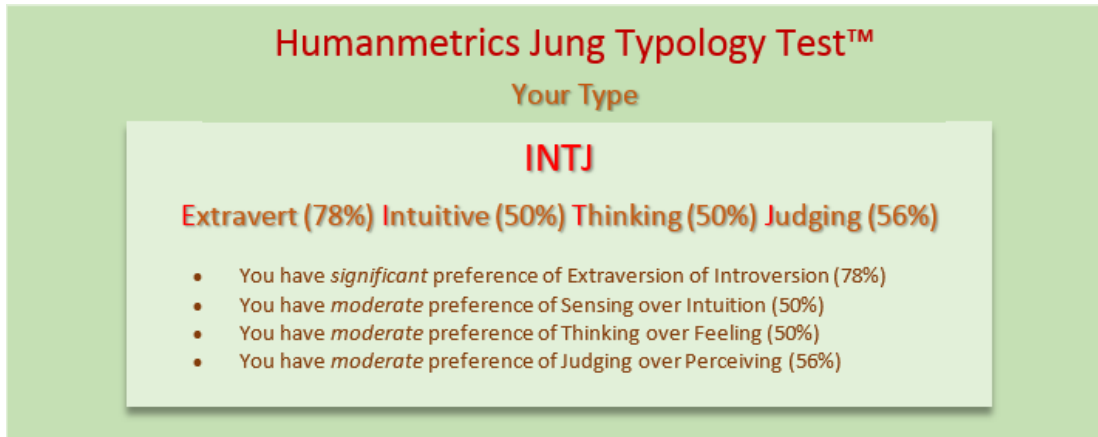 Humanmetrics Jung Typology Test™
Your Type
INTJ
Extravert (78%) Intuitive (50%) Thinking (50%) Judging (56%)
• You have significant preference of Extraversion of Introversion (78%)
• You have moderate preference of Sensing over Intuition (50%)
• You have moderate preference of Thinking over Feeling (50%)
• You have moderate preference of Judging over Perceiving (56%)